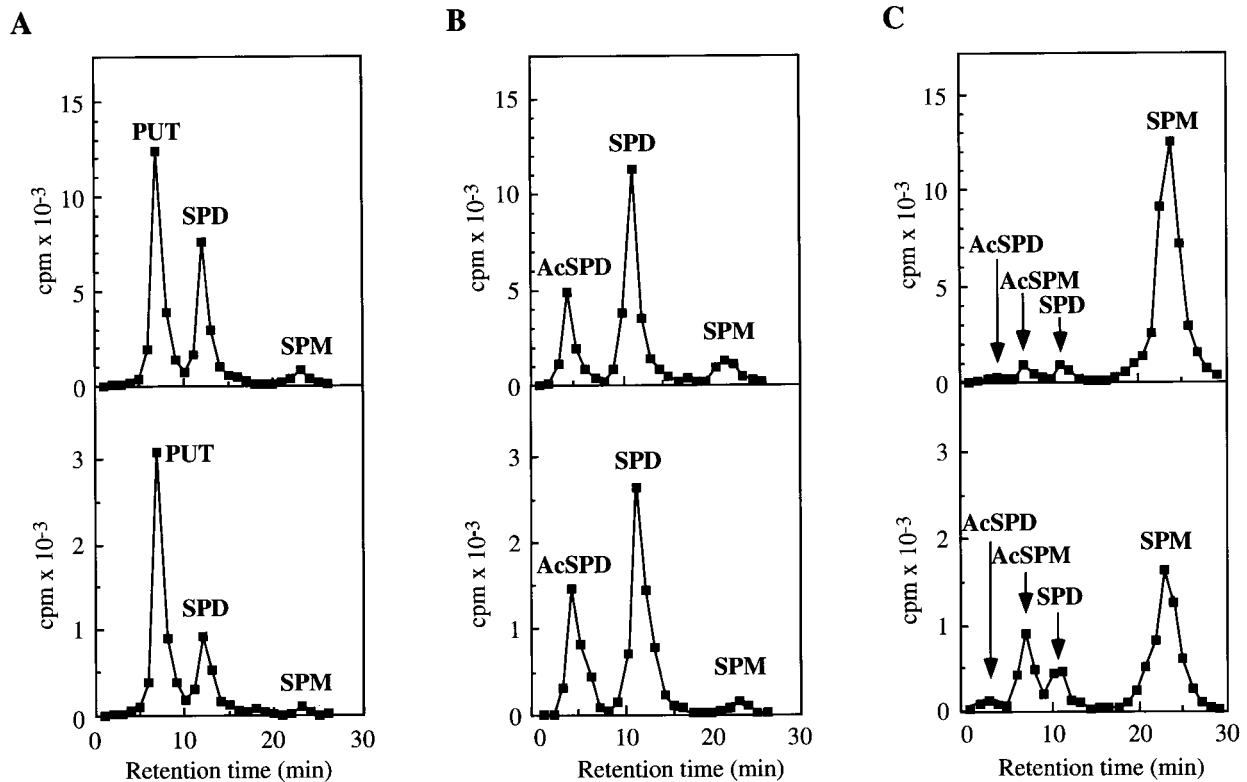 A
B
C
cpm x 10-3
15
10
5
0
PUT
SPD
SPM
cpm x 10-3
15
10
5
0
AcSPD
SPD
SPM
cpm x 10-3
15
10
5
0
AcSPD
AcSPM
SPD
SPM
cpm x 10-3
3
2
1
0
PUT
SPD
SPM
0
10
20
30
Retention time (min)
cpm x 10-3
3
2
1
0
AcSPD
SPD
SPM
0
10
20
30
Retention time (min)
cpm x 10-3
3
2
1
0
AcSPD
AcSPM
SPD
SPM
0
10
20
30
Retention time (min)